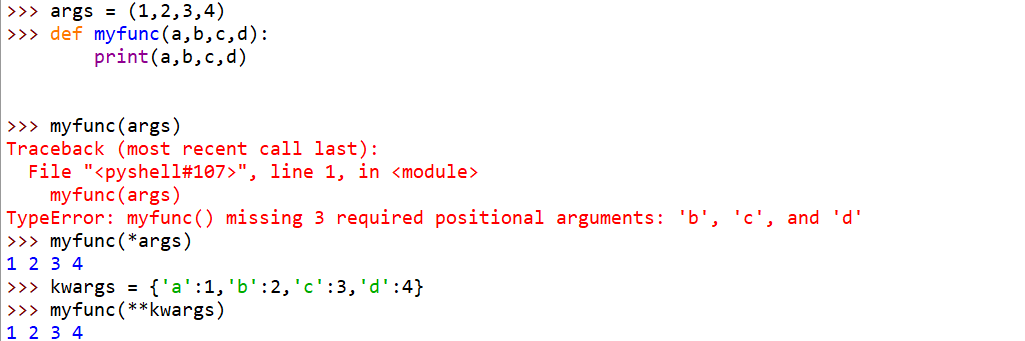 >>> args = (1,2,3,4)
>>> def myfunc(a,b,c,d):
        print(a,b,c,d)
>>> myfunc(args)
Traceback (most recent call last):
  File "<pyshell#107>", line 1, in <module>
    myfunc(args)
TypeError: myfunc() missing 3 required positional arguments: 'b', 'c', and 'd'
>>> myfunc(*args)
1 2 3 4
>>> kwargs = {'a':1,'b':2,'c':3,'d':4}
>>> myfunc(**kwargs)
1 2 3 4